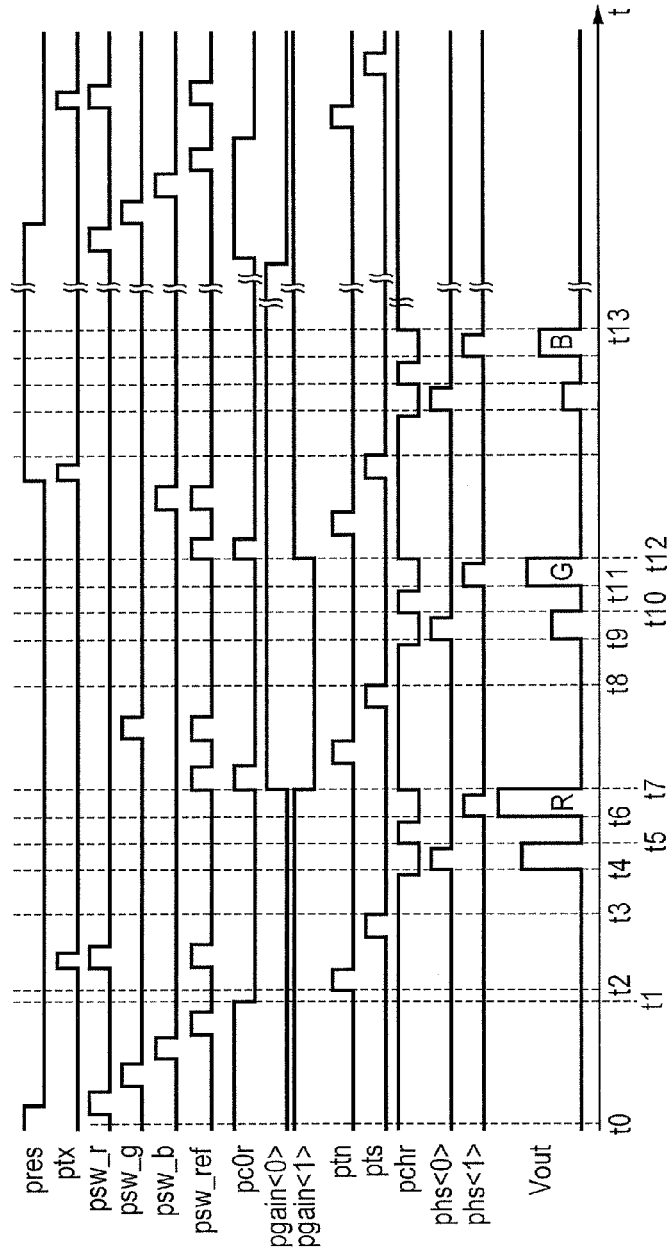 pres
ptx
psw_r
psw_g
psw_b
psw_ref
pc0r
pgain<0>
pgain<1>
ptn
pts
pchr
phs<0>
phs<1>
Vout
R
G
B
t0
t1
t2
t3
t4
t5
t6
t7
t8
t9
t10
t11
t12
t13
t